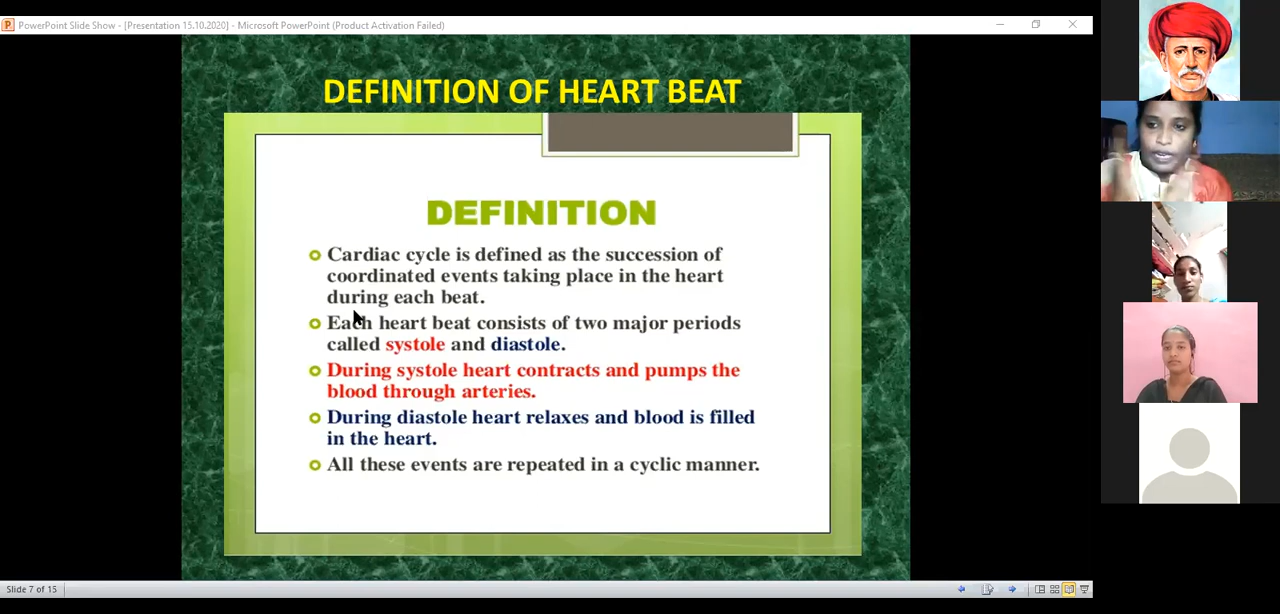 PowerPoint Slide Show - [Presentation 15.10.2020] - Microsoft PowerPoint (Product Activation Failed)
DEFINITION OF HEART BEAT
DEFINITION
Cardiac cycle is defined as the succession of
coordinated events taking place in the heart
during each beat.
Each heart beat consists of two major periods
called systole and diastole.
During systole heart contracts and pumps the
blood through arteries.
During diastole heart relaxes and blood is filled
in the heart.
All these events are repeated in a cyclic manner.
Slide 7 of 15